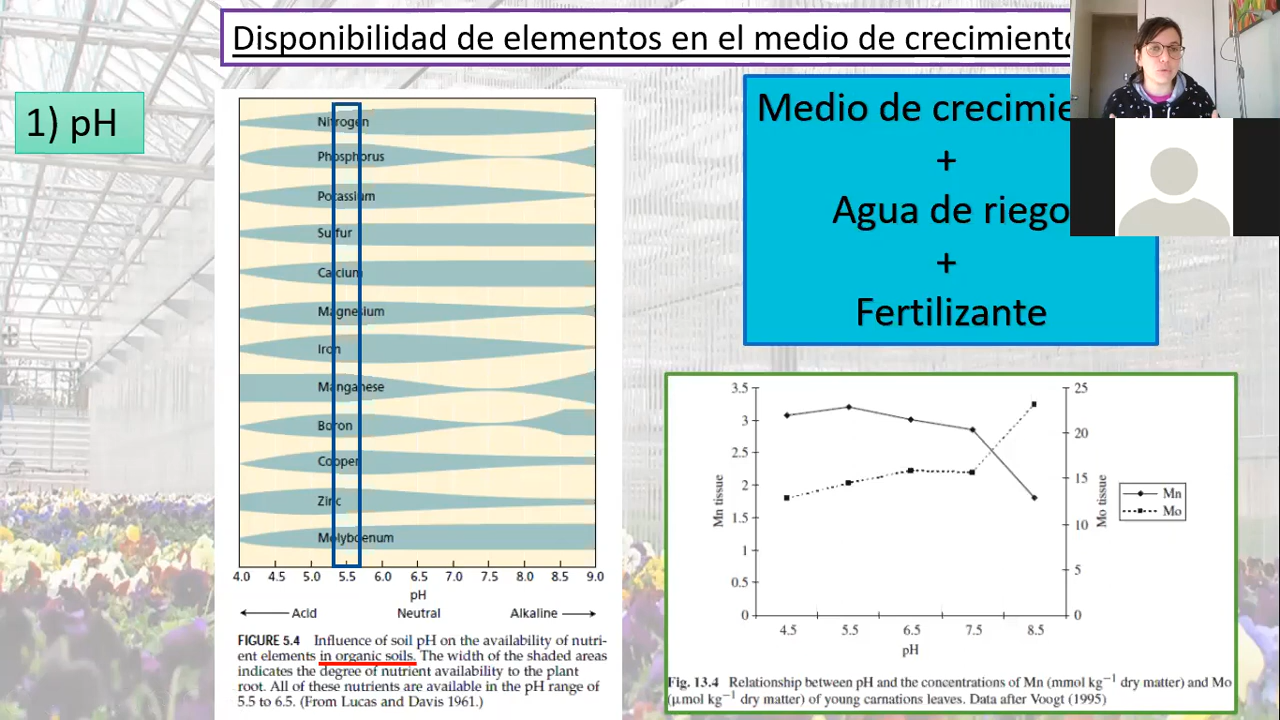 Disponibilidad de elementos en el medio de crecimiento
1) pH
Medio de
+
Agua de riego
+
Fertilizante
Nitrogen
Phosphorus
Potassium
Sulfur
Calcium
Magnesium
Iron
Manganese
Boron
Copper
Zinc
Molybdenum
4.0 4.5 5.0 5.5 6.0 6.5 7.0 7.5 8.0 8.5 9.0
pH
Acid Neutral Alkaline
FIGURE 5.4 Influence of soil pH on the availability of nutri-
ent elements in organic soils. The width of the shaded areas
indicates the degree of nutrient availability to the plant
root. All of these nutrients are available in the pH range of
5.5 to 6.5. (From Lucas and Davis 1961.)
3.5
3
2.5
2
1.5
1
0.5
0
Mn tissue
25
20
15
10
5
0
Mo tissue
Mn
Mo
4.5 5.5 6.5 7.5 8.5
pH
Fig. 13.4 Relationship between pH and the concentrations of Mn (mmol kg⁻¹ dry matter) and Mo
(μmol kg⁻¹ dry matter) of young carnations leaves. Data after Voogt (1995)